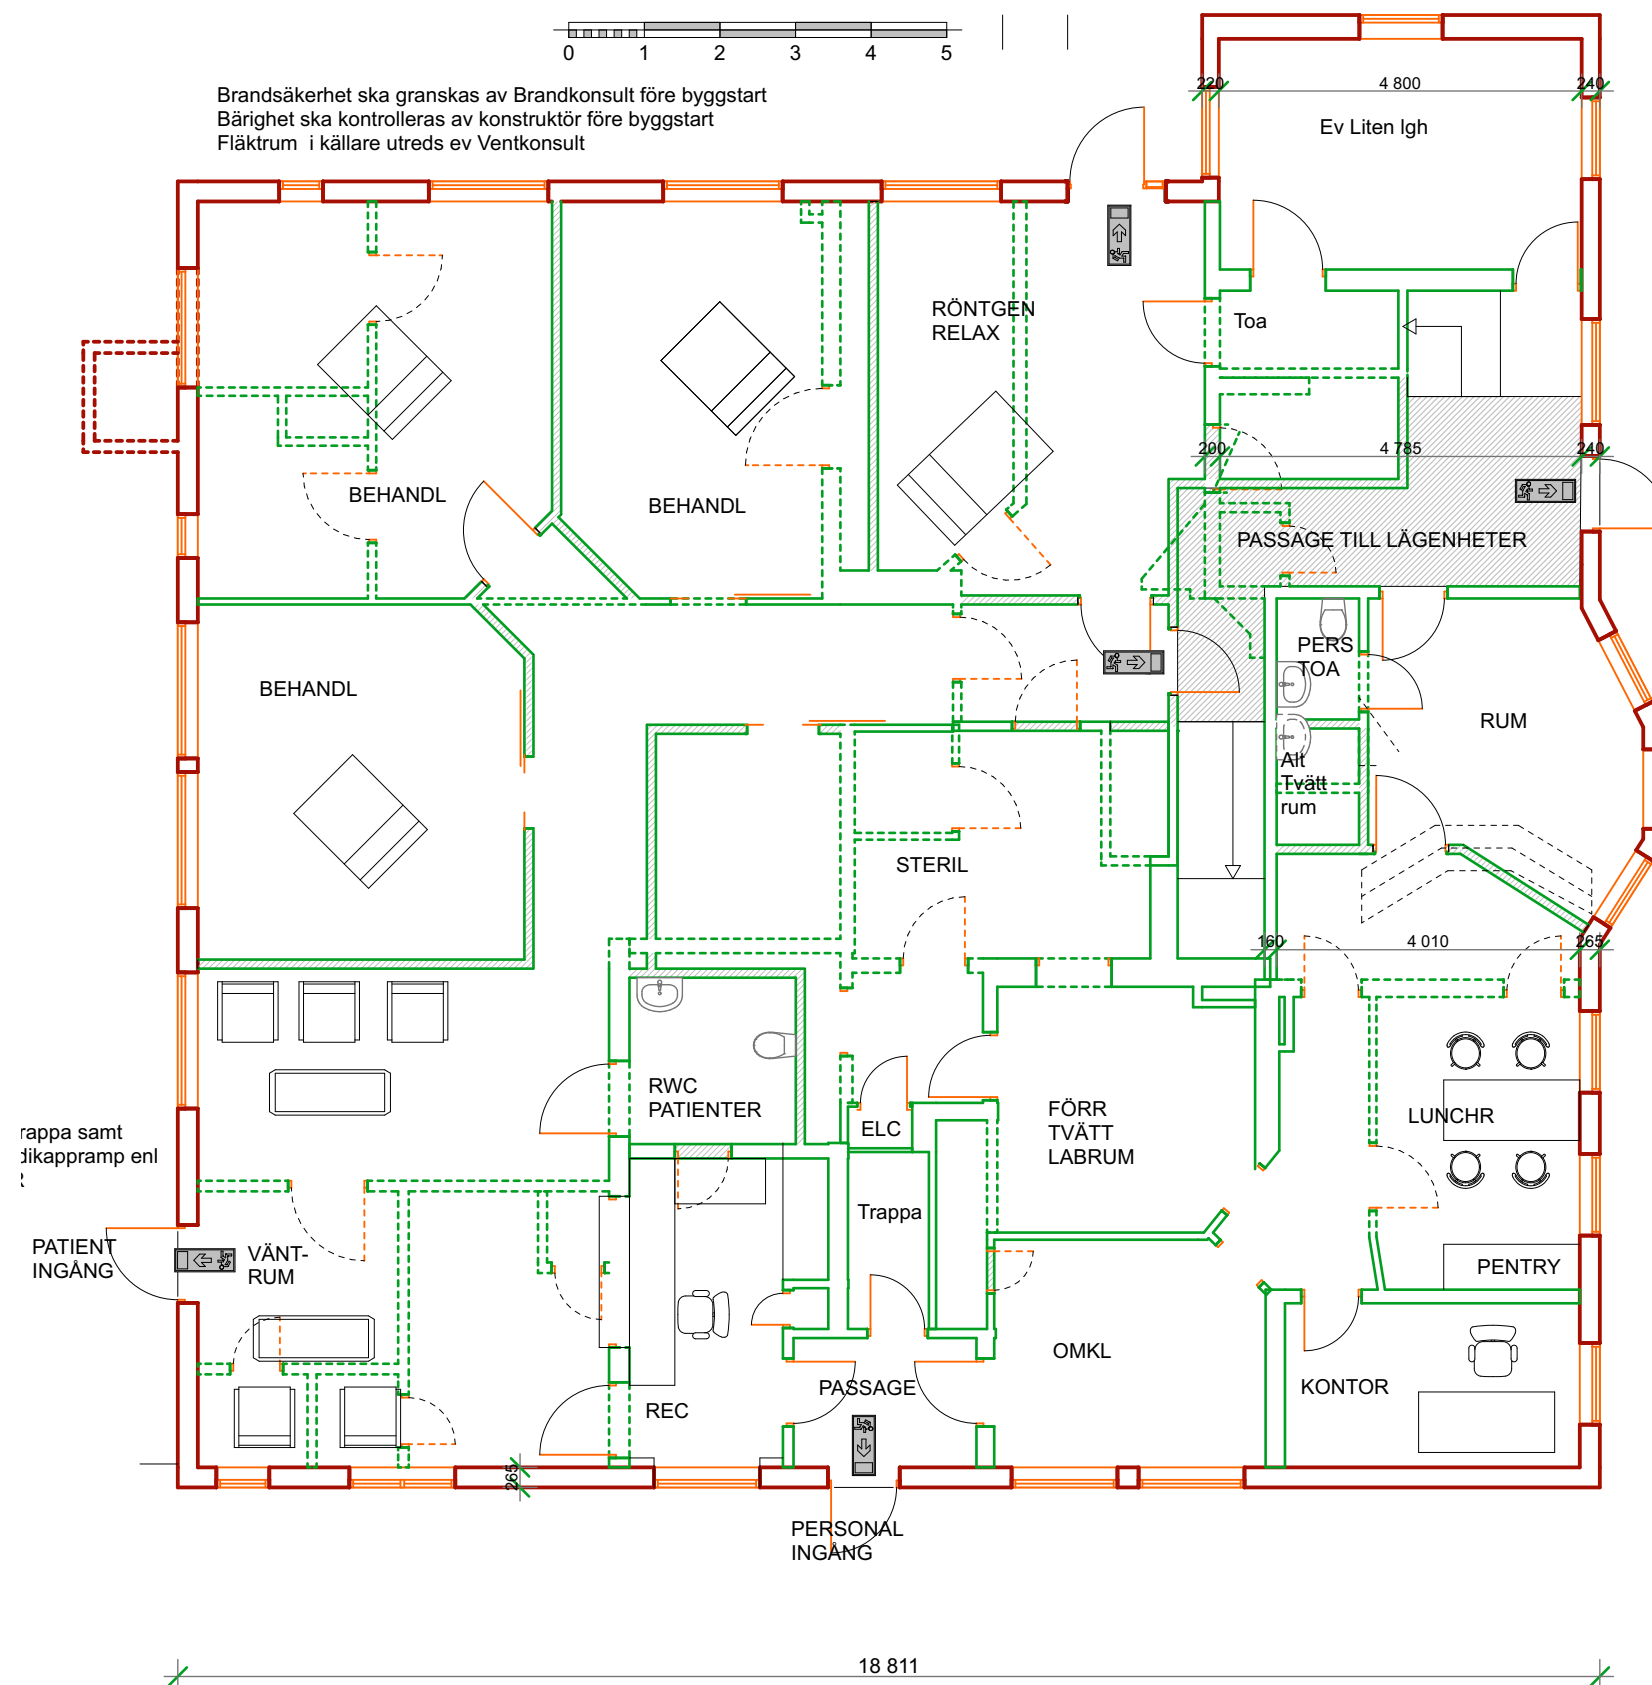 0 1 2 3 4 5
Brandsäkerhet ska granskas av Brandkonsult före byggstart
Bärighet ska kontrolleras av konstruktör före byggstart
Fläktrum i källare utreds ev Ventkonsult
220 4 800 240
Ev Liten lgh
RÖNTGEN
RELAX
Toa
200 4 785 240
BEHANDL
BEHANDL
PASSAGE TILL LÄGENHETER
PERS
TOA
BEHANDL
RUM
Alt
Tvätt
rum
STERIL
160 4 010 265
RWC
PATIENTER
FÖRR
TVÄTT
LABRUM
ELC
LUNCHR
rappa samt
dikappramp enl
Trappa
PATIENT
INGÅNG
VÄNT-
RUM
PENTRY
OMKL
PASSAGE
KONTOR
REC
265
PERSONAL
INGÅNG
18 811